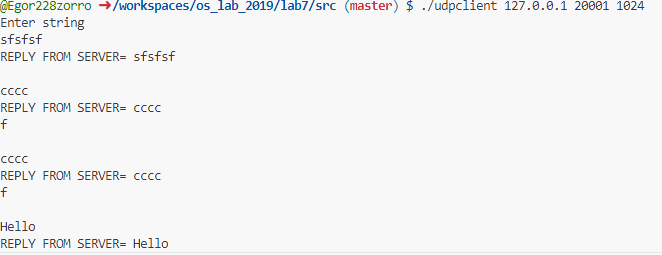 @Egor228zorro ➜/workspaces/os_lab_2019/lab7/src (master) $ ./udpclient 127.0.0.1 20001 1024
Enter string
sfsfsf
REPLY FROM SERVER= sfsfsf
cccc
REPLY FROM SERVER= cccc
f
cccc
REPLY FROM SERVER= cccc
f
Hello
REPLY FROM SERVER= Hello